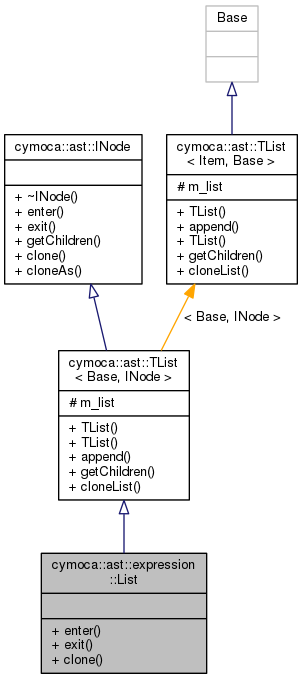 Base
cymoca::ast::INode
+ ~INode()
+ enter()
+ exit()
+ getChildren()
+ clone()
+ cloneAs()
cymoca::ast::TList
< Item, Base >
# m_list
+ TList()
+ append()
+ TList()
+ getChildren()
+ cloneList()
< Base, INode >
cymoca::ast::TList
< Base, INode >
# m_list
+ TList()
+ TList()
+ append()
+ getChildren()
+ cloneList()
cymoca::ast::expression
::List
+ enter()
+ exit()
+ clone()